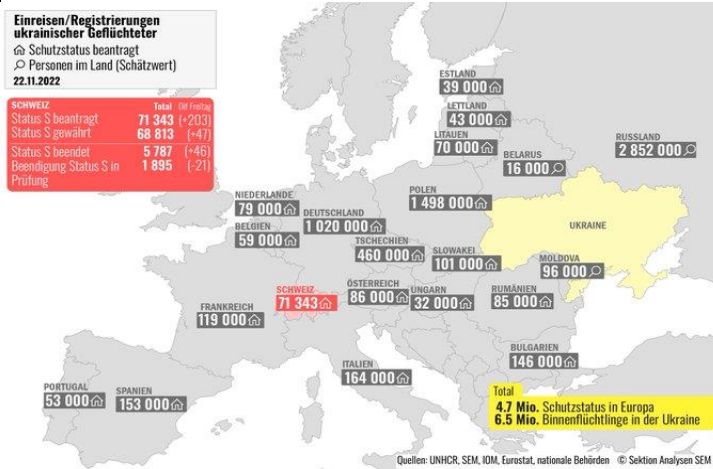 Einreisen/Registrierungen
ukrainischer Geflüchteter
Schutzstatus beantragt
Personen im Land (Schätzwert)
22.11.2022
SCHWEIZ Total Dif Freitag
Status S beantragt 71 343 (+203)
Status S gewährt 68 813 (+47)
Status S beendet 5 787 (+46)
Beendigung Status S in 1 895 (-21)
Prüfung
ESTLAND
39 000
LETTLAND
43 000
LITAUEN
70 000
RUSSLAND
2 852 000
BELARUS
16 000
POLEN
1 498 000
NIEDERLANDE
79 000
DEUTSCHLAND
1 020 000
BELGIEN
59 000
UKRAINE
TSCHECHIEN
460 000
SLOWAKEI
101 000
MOLDOVA
96 000
SCHWEIZ
71 343
ÖSTERREICH
86 000
UNGARN
32 000
RUMÄNIEN
85 000
FRANKREICH
119 000
BULGARIEN
146 000
ITALIEN
164 000
PORTUGAL
53 000
SPANIEN
153 000
Total
4.7 Mio. Schutzstatus in Europa
6.5 Mio. Binnenflüchtlinge in der Ukraine
Quellen: UNHCR, SEM, IOM, Eurostat, nationale Behörden © Sektion Analysen SEM